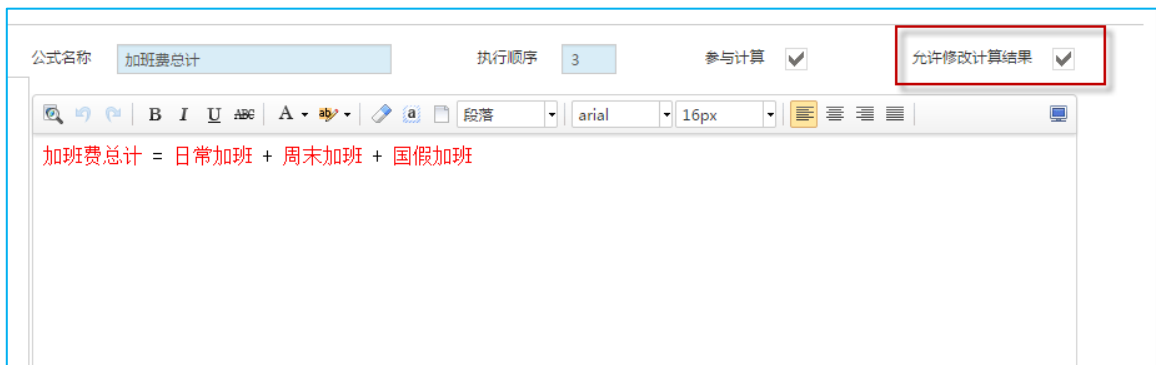 公式名称 加班费总计 执行顺序 3 参与计算 允许修改计算结果
B I U ABC A ab a 段落 arial 16px
加班费总计 = 日常加班 + 周末加班 + 国假加班